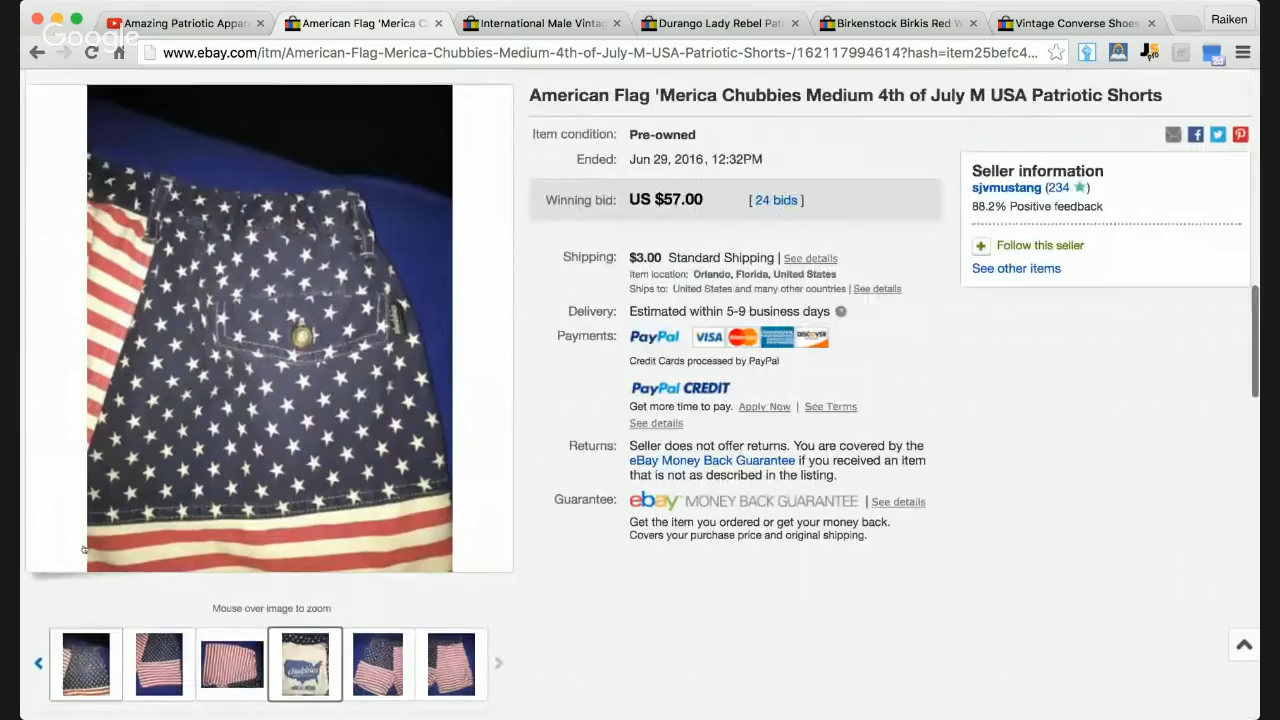 Amazing Patriotic Appar
American Flag 'Merica C
International Male Vinta
Durango Lady Rebel Pat
Birkenstock Birkis Red W
Vintage Converse Shoes
Raiken
Google
www.ebay.com/itm/American-Flag-Merica-Chubbies-Medium-4th-of-July-M-USA-Patriotic-Shorts-/162117994614?hash=item25befc4...
American Flag 'Merica Chubbies Medium 4th of July M USA Patriotic Shorts
Item condition: Pre-owned
Ended: Jun 29, 2016, 12:32PM
Winning bid: US $57.00 [ 24 bids ]
Shipping: $3.00 Standard Shipping | See details
Item location: Orlando, Florida, United States
Ships to: United States and many other countries | See details
Delivery: Estimated within 5-9 business days
Payments: PayPal VISA MasterCard DISCOVER
Credit Cards processed by PayPal
PayPal CREDIT
Get more time to pay. Apply Now | See Terms
See details
Returns: Seller does not offer returns. You are covered by the
eBay Money Back Guarantee if you received an item
that is not as described in the listing.
Guarantee: ebay MONEY BACK GUARANTEE | See details
Get the item you ordered or get your money back.
Covers your purchase price and original shipping.
Seller information
sjvmustang (234)
88.2% Positive feedback
Follow this seller
See other items
Mouse over image to zoom
chubbies